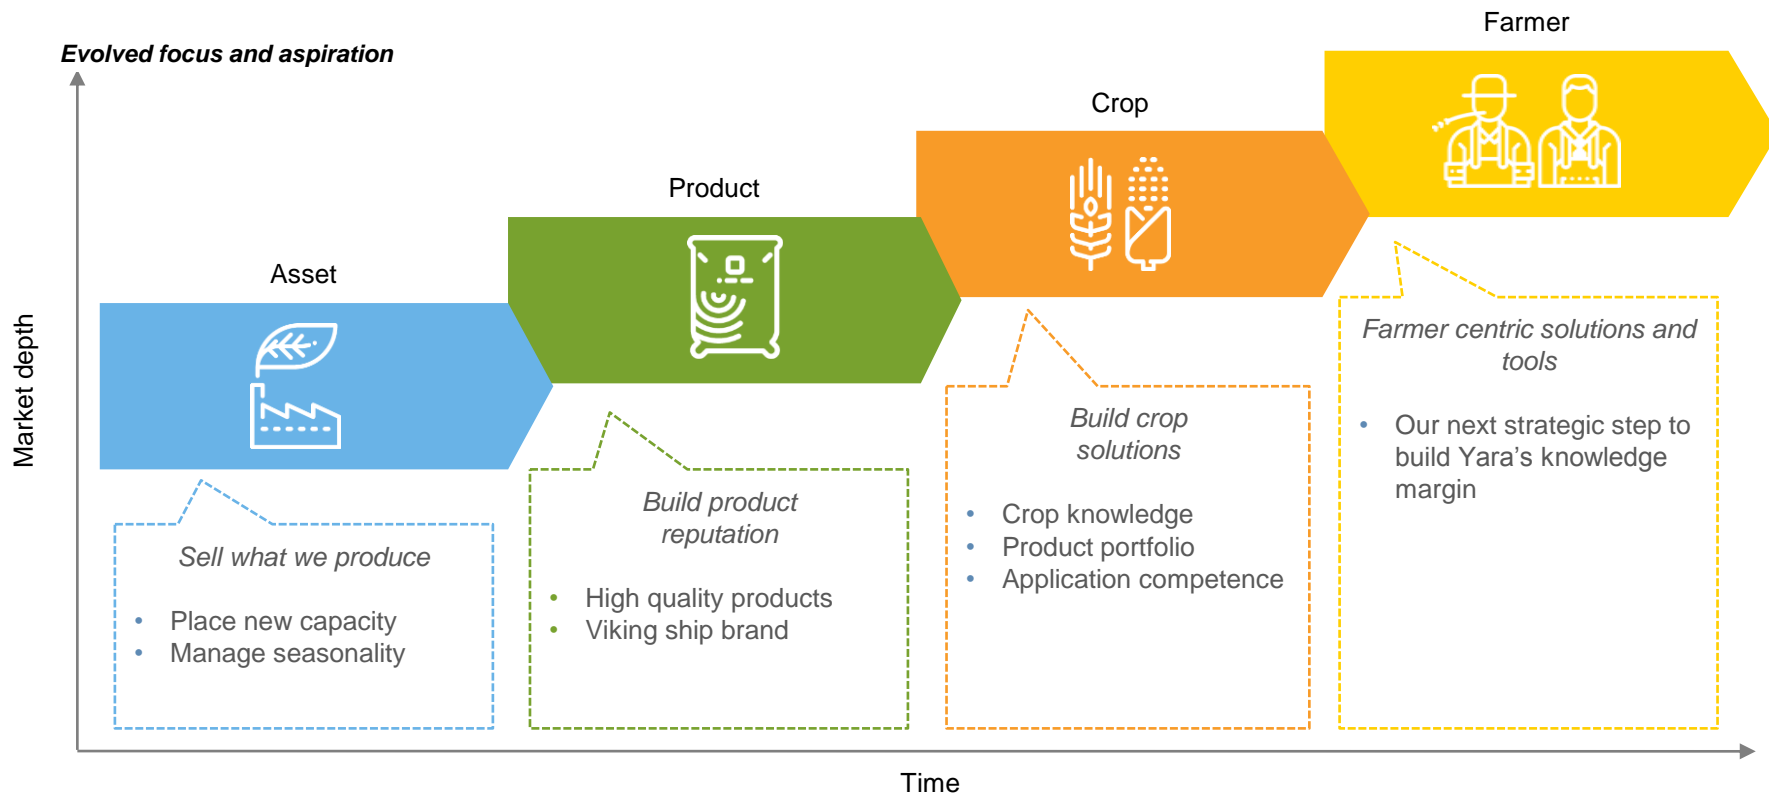 Evolved focus and aspiration
Market depth
Asset
Sell what we produce
• Place new capacity
• Manage seasonality
Product
Build product
reputation
• High quality products
• Viking ship brand
Crop
Build crop
solutions
• Crop knowledge
• Product portfolio
• Application competence
Farmer
Farmer centric solutions and
tools
• Our next strategic step to
build Yara’s knowledge
margin
Time